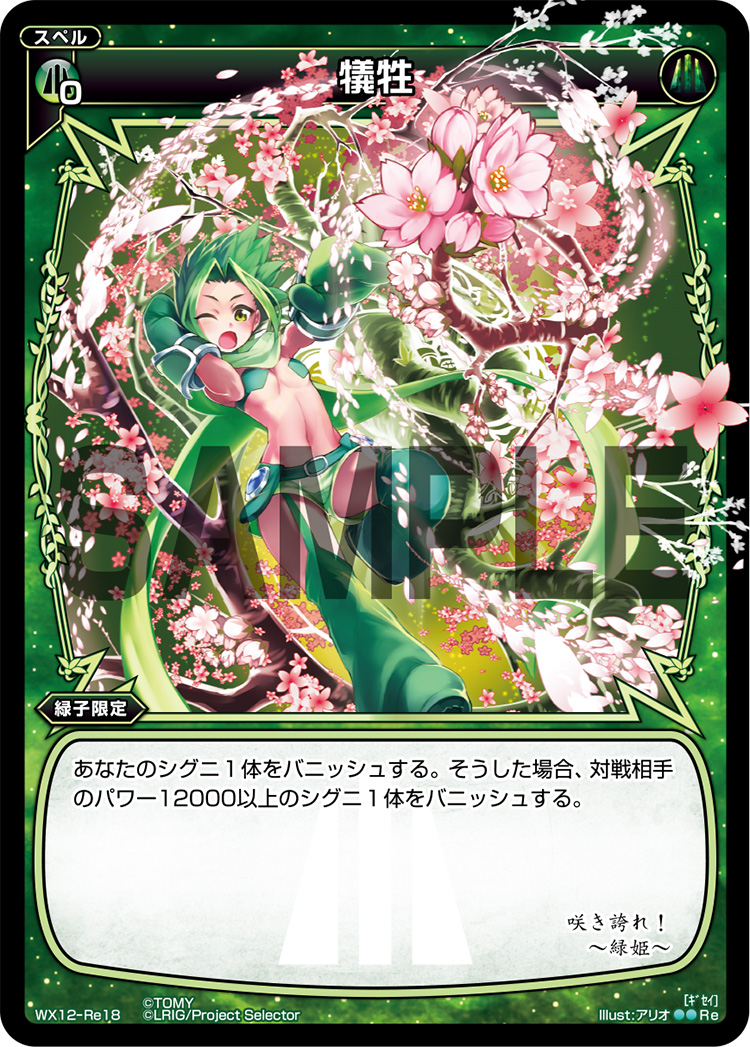 スペル
0
犠牲
SAMPLE
緑子限定
あなたのシグニ1体をバニッシュする。そうした場合、対戦相手
のパワー12000以上のシグニ1体をバニッシュする。
咲き誇れ!
〜緑姫〜
©TOMY
[ギセイ]
WX12-Re18
©LRIG/Project Selector
Illust:アリオ
Re